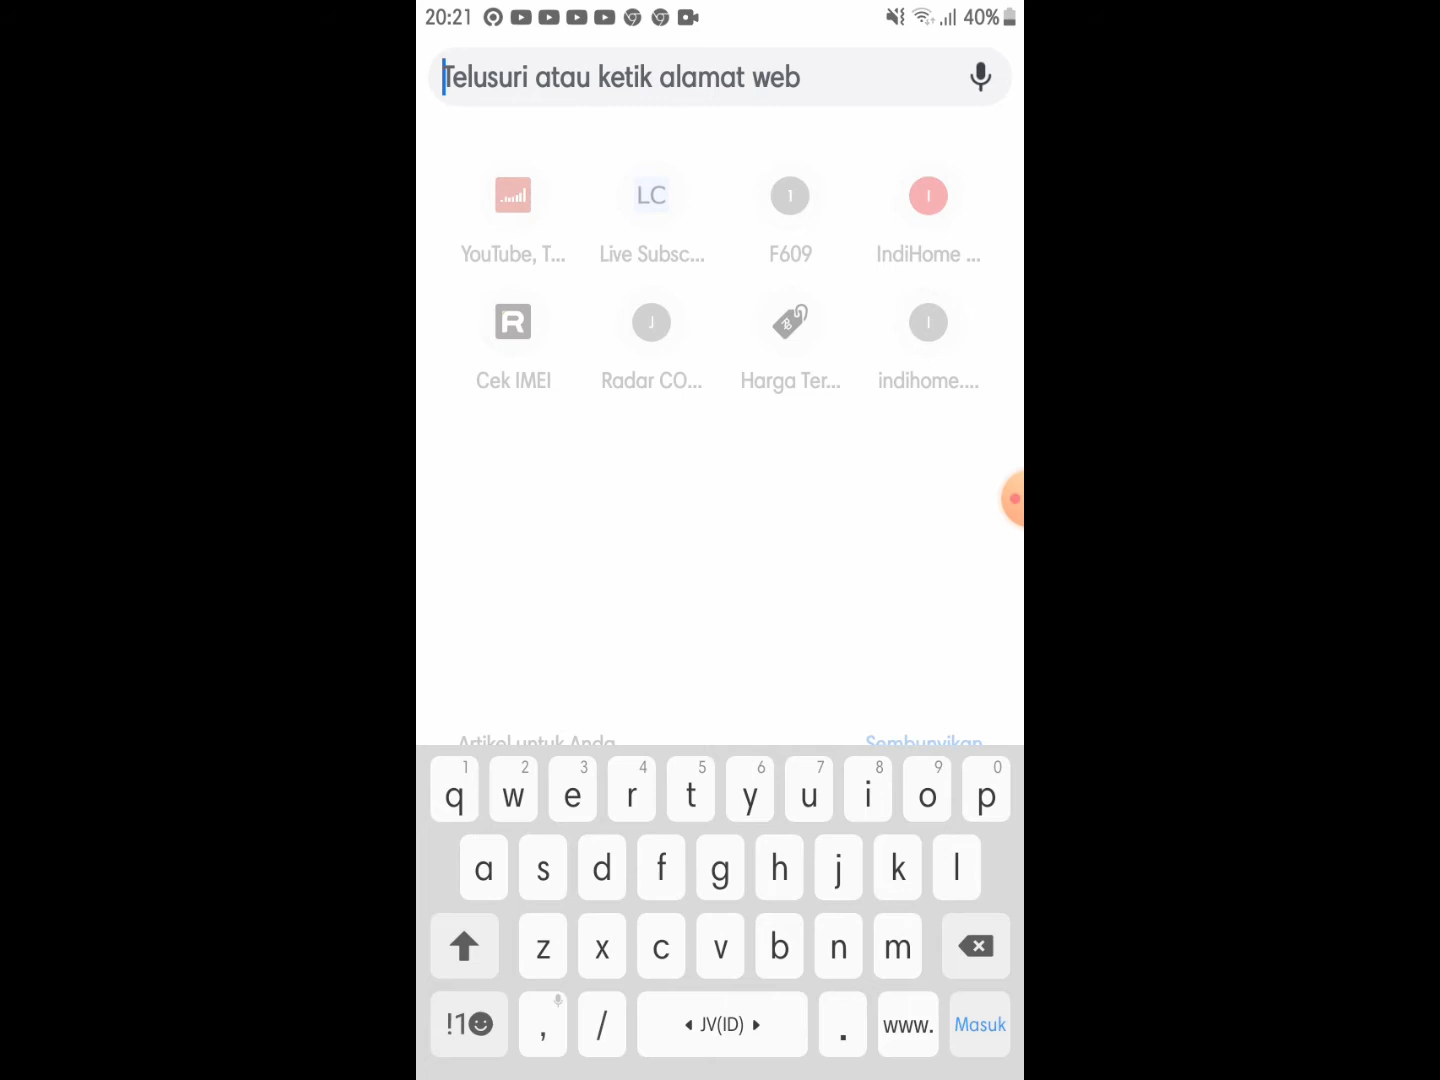 20:21 40%
Telusuri atau ketik alamat web
LC 1 I
YouTube, T... Live Subsc... F609 IndiHome ...
R J Rp I
Cek IMEI Radar CO... Harga Ter... indihome....
Artikel untuk Anda Sembunyikan
1 2 3 4 5 6 7 8 9 0
q w e r t y u i o p
a s d f g h j k l
z x c v b n m
!1 , / JV(ID) . www. Masuk